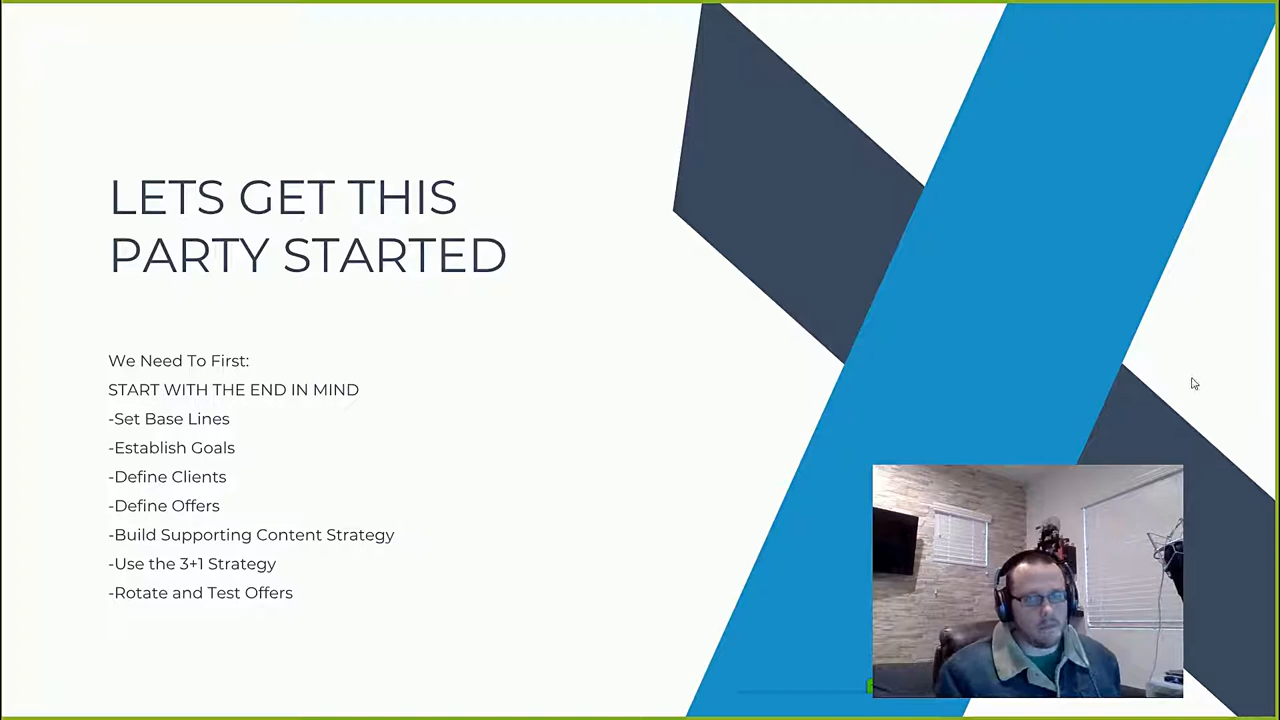 LETS GET THIS
PARTY STARTED
We Need To First:
START WITH THE END IN MIND
-Set Base Lines
-Establish Goals
-Define Clients
-Define Offers
-Build Supporting Content Strategy
-Use the 3+1 Strategy
-Rotate and Test Offers